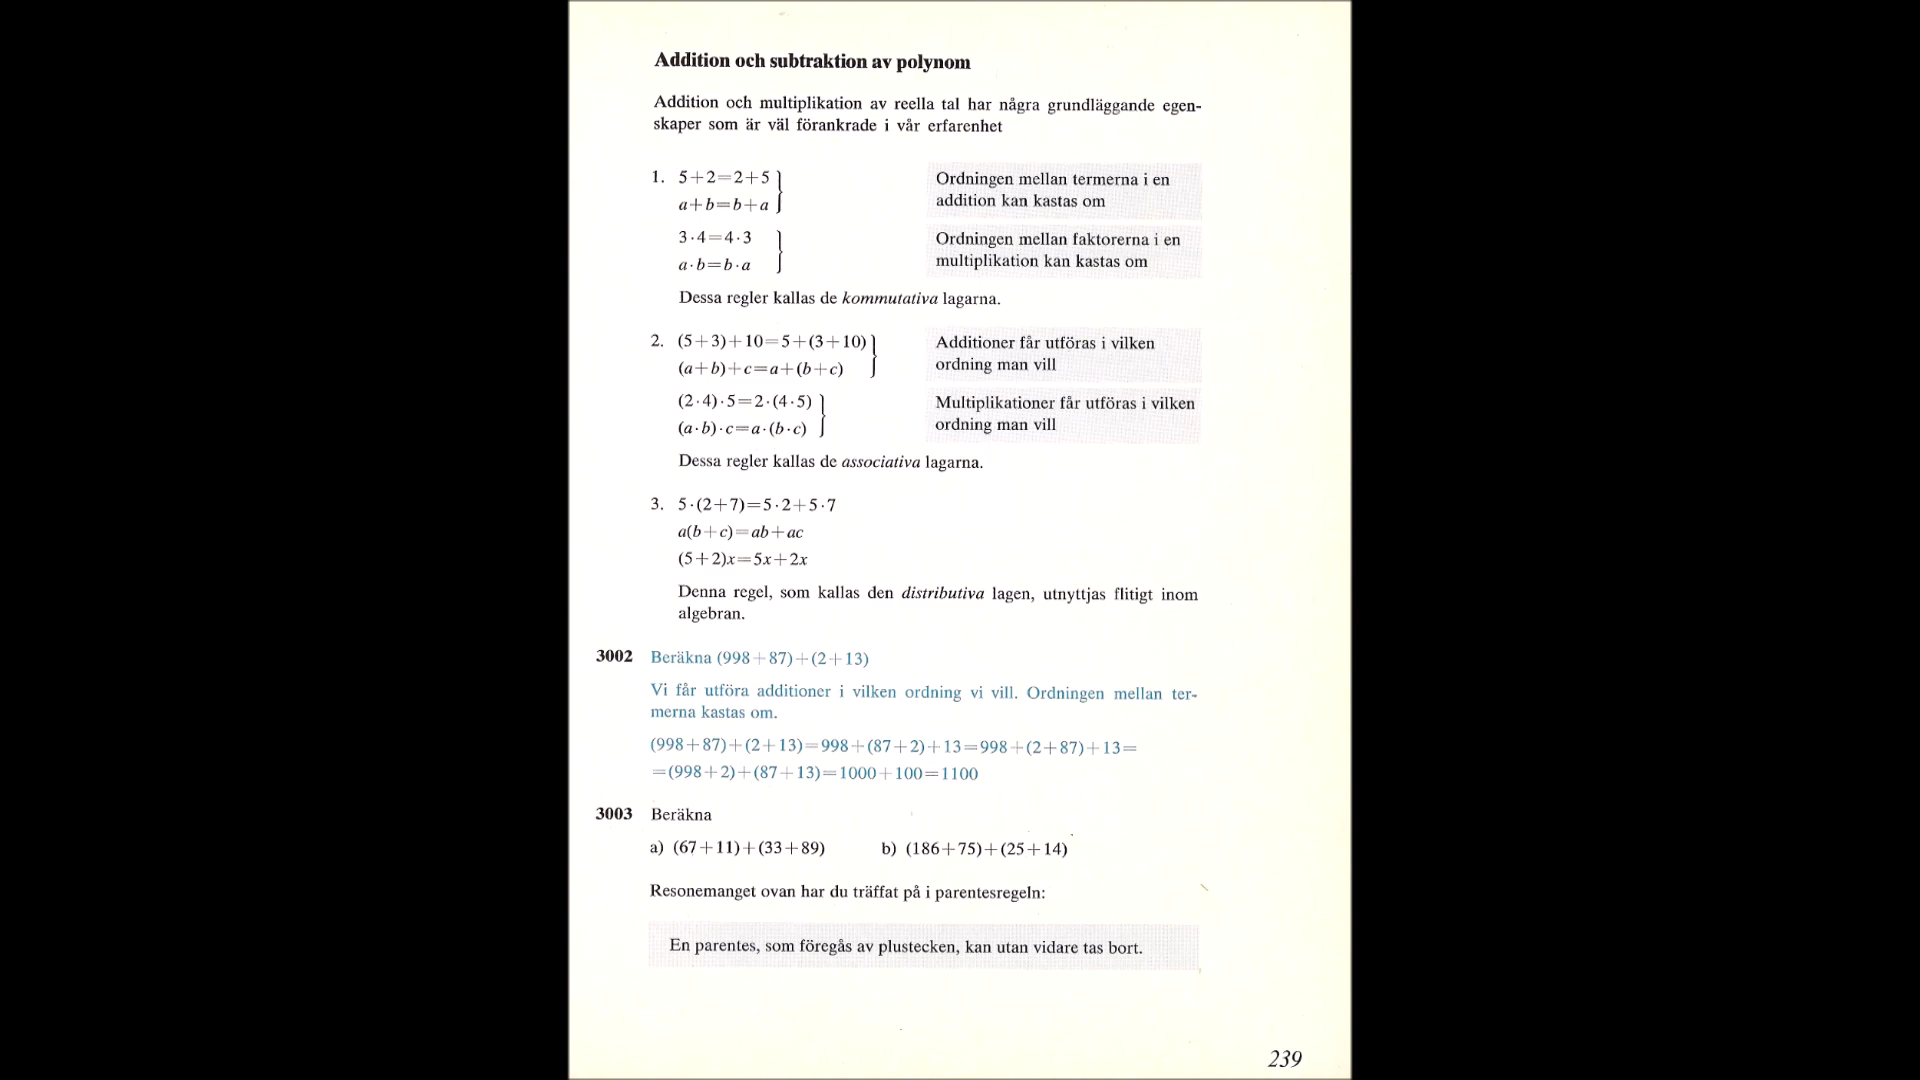 Addition och subtraktion av polynom
Addition och multiplikation av reella tal har några grundläggande egen-
skaper som är väl förankrade i vår erfarenhet
1. 5+2=2+5
a+b=b+a
Ordningen mellan termerna i en
addition kan kastas om
3·4=4·3
a·b=b·a
Ordningen mellan faktorerna i en
multiplikation kan kastas om
Dessa regler kallas de kommutativa lagarna.
2. (5+3)+10=5+(3+10)
(a+b)+c=a+(b+c)
Additioner får utföras i vilken
ordning man vill
(2·4)·5=2·(4·5)
(a·b)·c=a·(b·c)
Multiplikationer får utföras i vilken
ordning man vill
Dessa regler kallas de associativa lagarna.
3. 5·(2+7)=5·2+5·7
a(b+c)=ab+ac
(5+2)x=5x+2x
Denna regel, som kallas den distributiva lagen, utnyttjas flitigt inom
algebran.
3002 Beräkna (998+87)+(2+13)
Vi får utföra additioner i vilken ordning vi vill. Ordningen mellan ter-
merna kastas om.
(998+87)+(2+13)=998+(87+2)+13=998+(2+87)+13=
=(998+2)+(87+13)=1000+100=1100
3003 Beräkna
a) (67+11)+(33+89) b) (186+75)+(25+14)
Resonemanget ovan har du träffat på i parentesregeln:
En parentes, som föregås av plustecken, kan utan vidare tas bort.
239